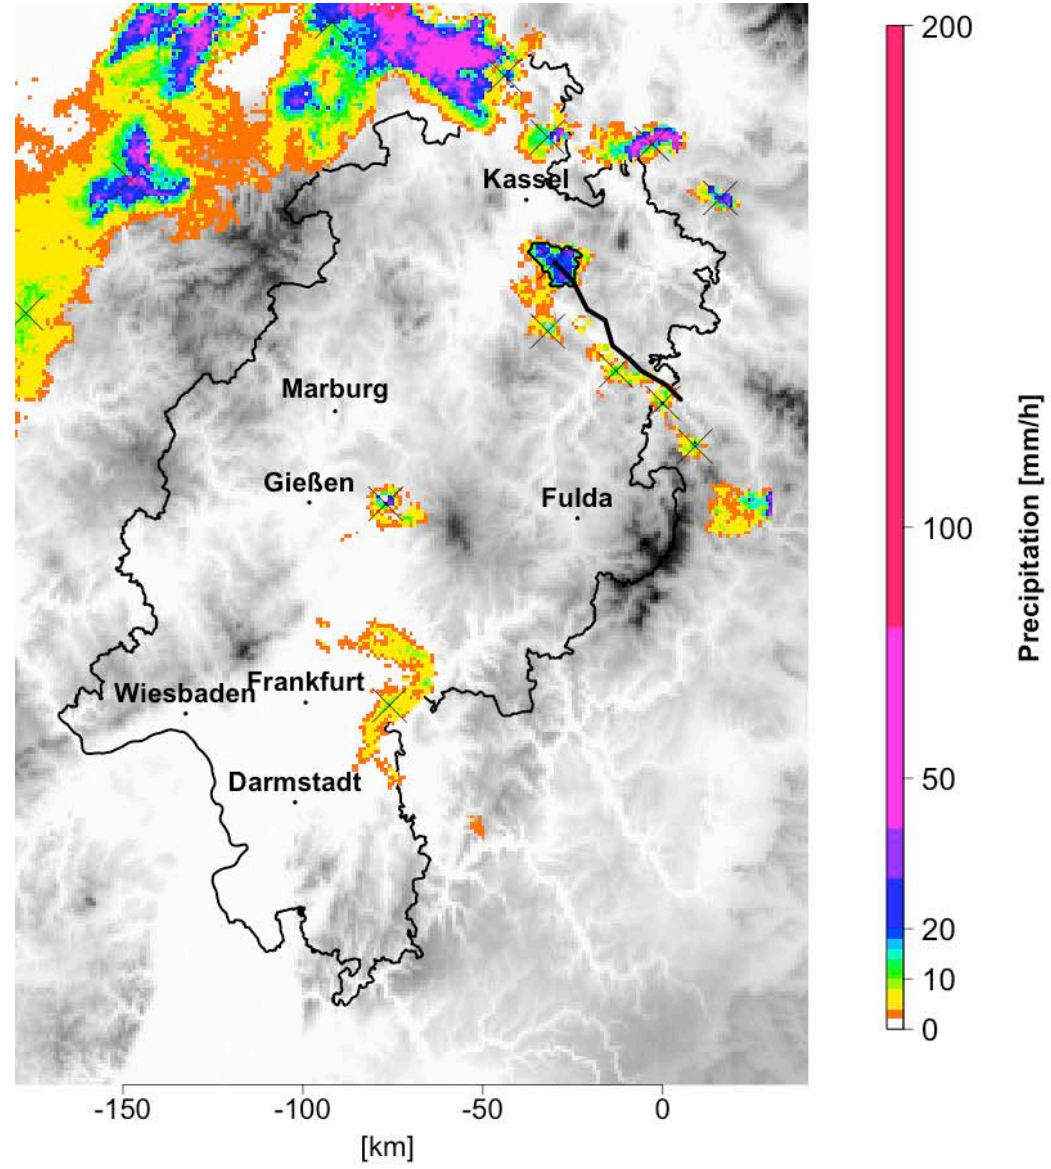 200
Kassel
Marburg
Gießen
Fulda
100
Precipitation [mm/h]
Frankfurt
Wiesbaden
50
Darmstadt
20
10
0
-150 -100 -50 0
[km]